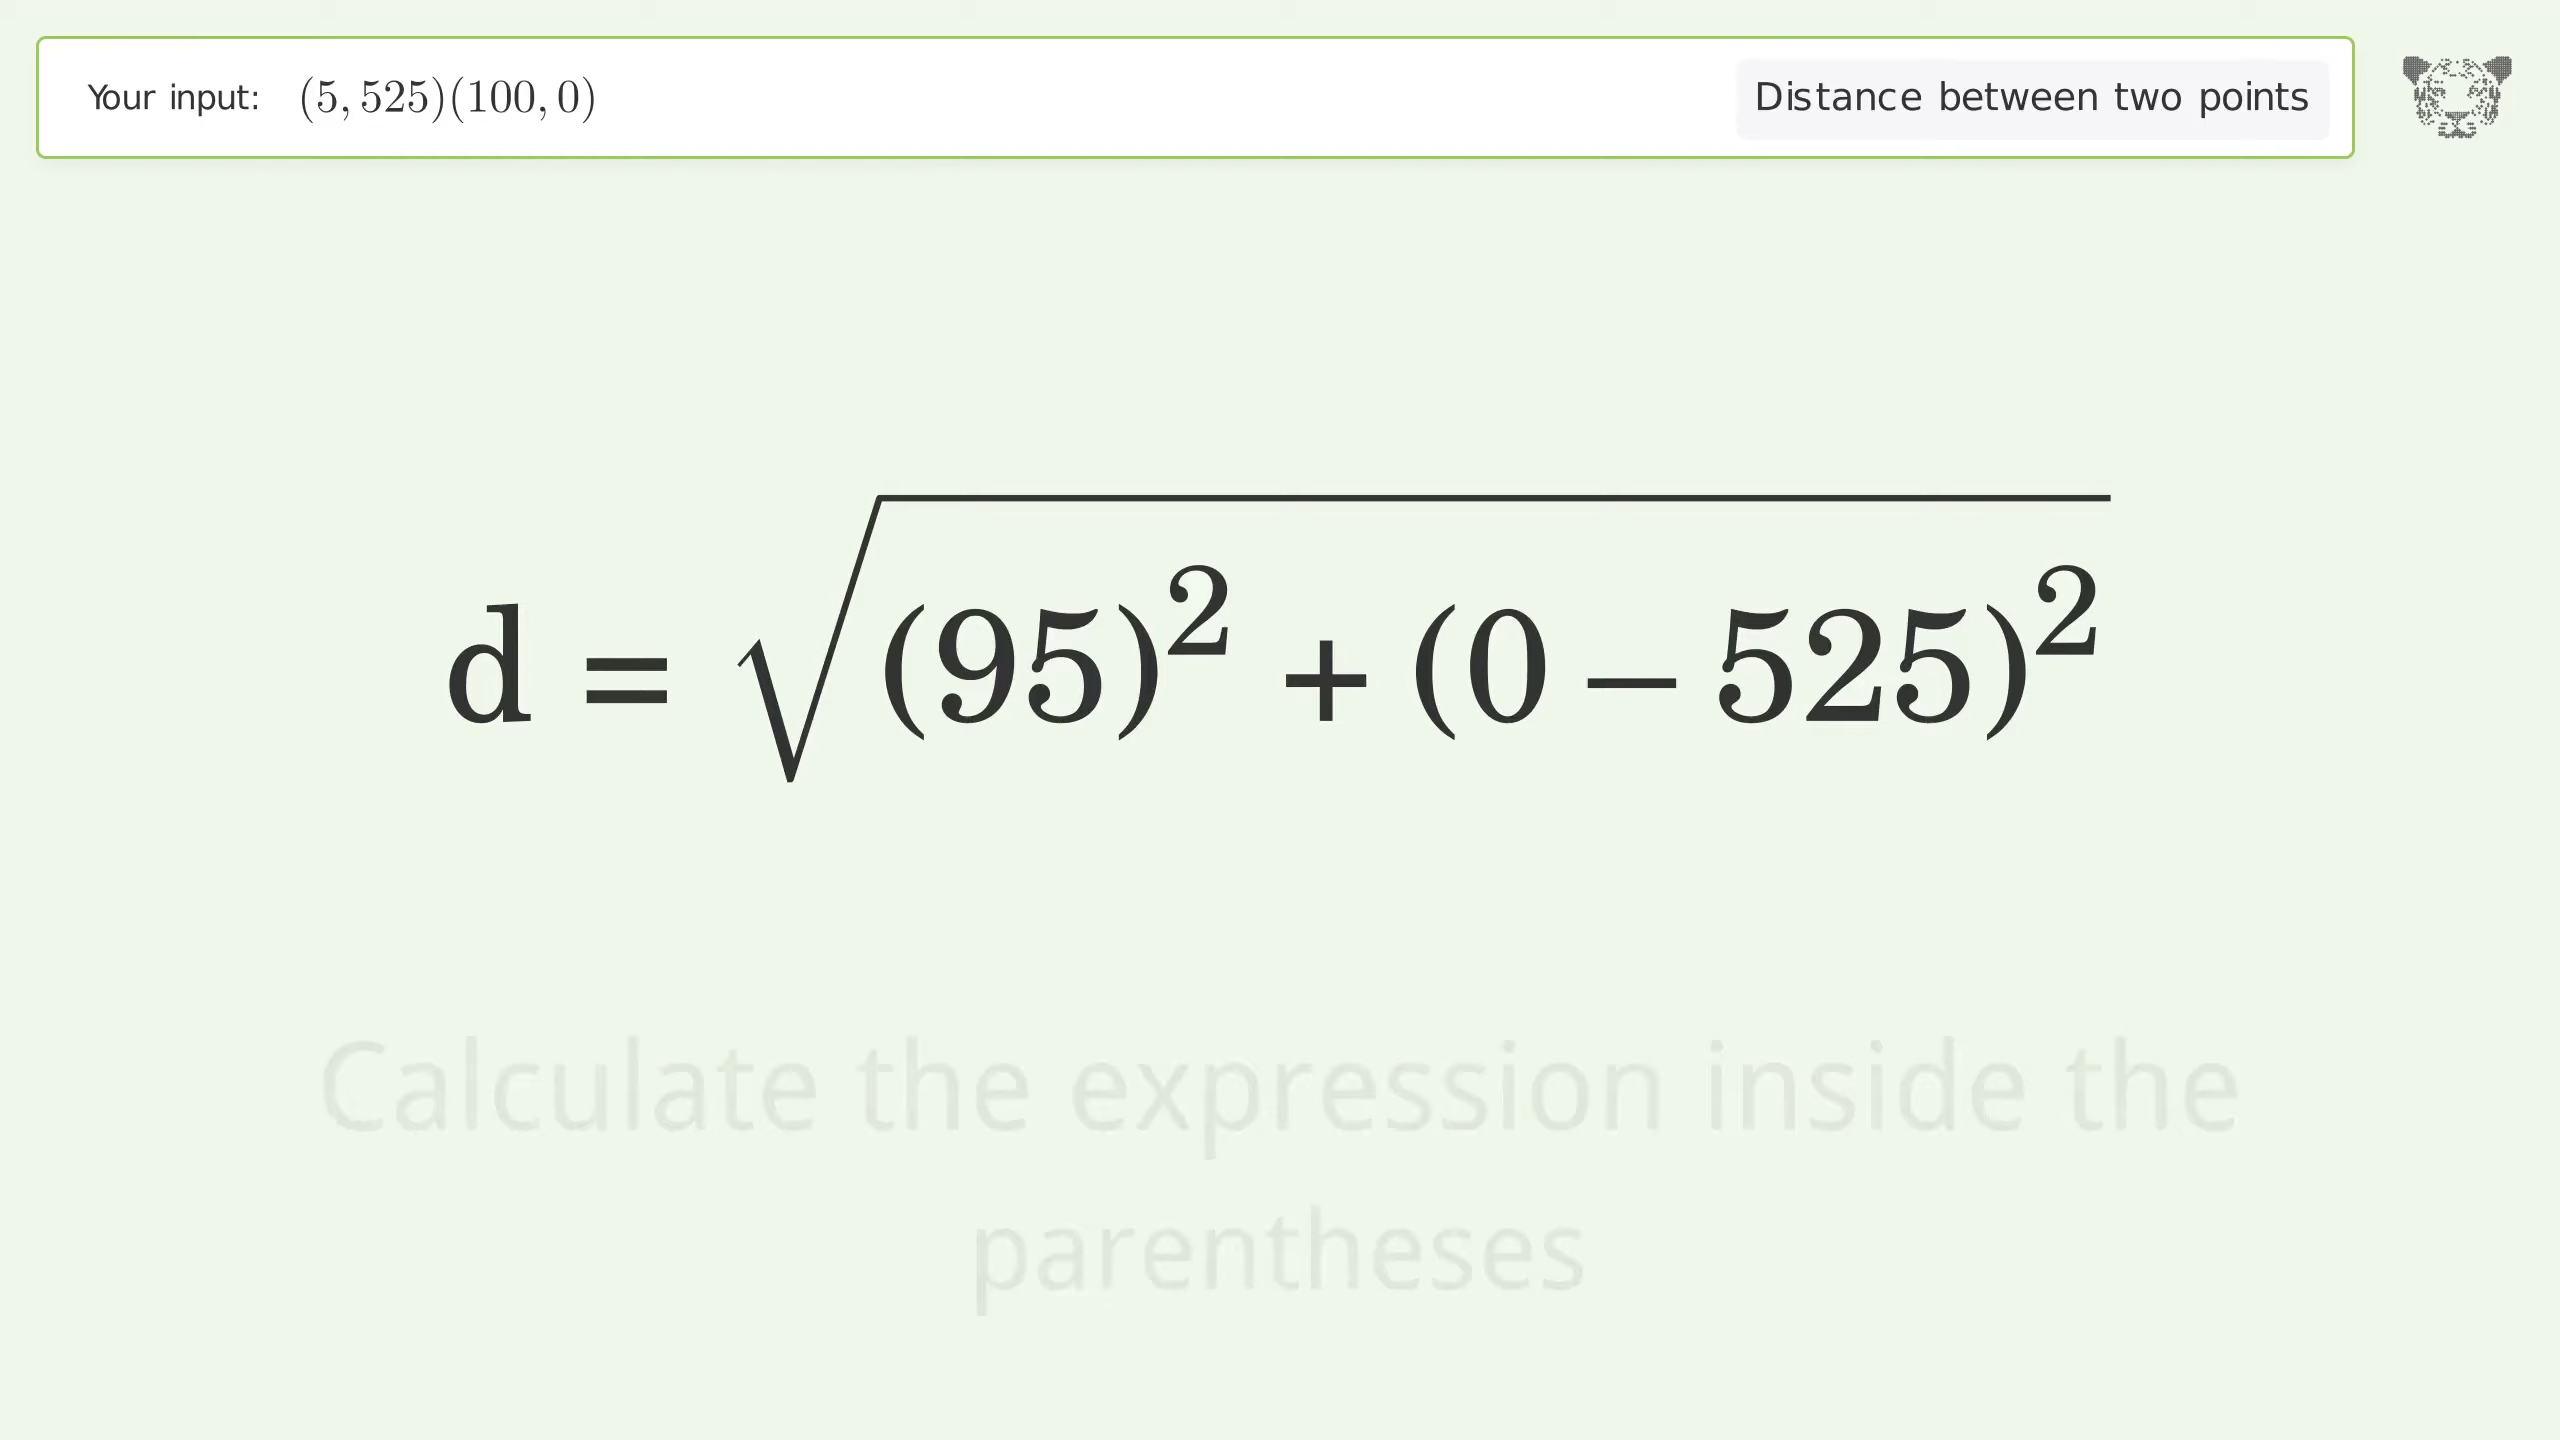 Your input: (5, 525)(100, 0)
Distance between two points
d = √(95)² + (0 – 525)²
Calculate the expression inside the
parentheses